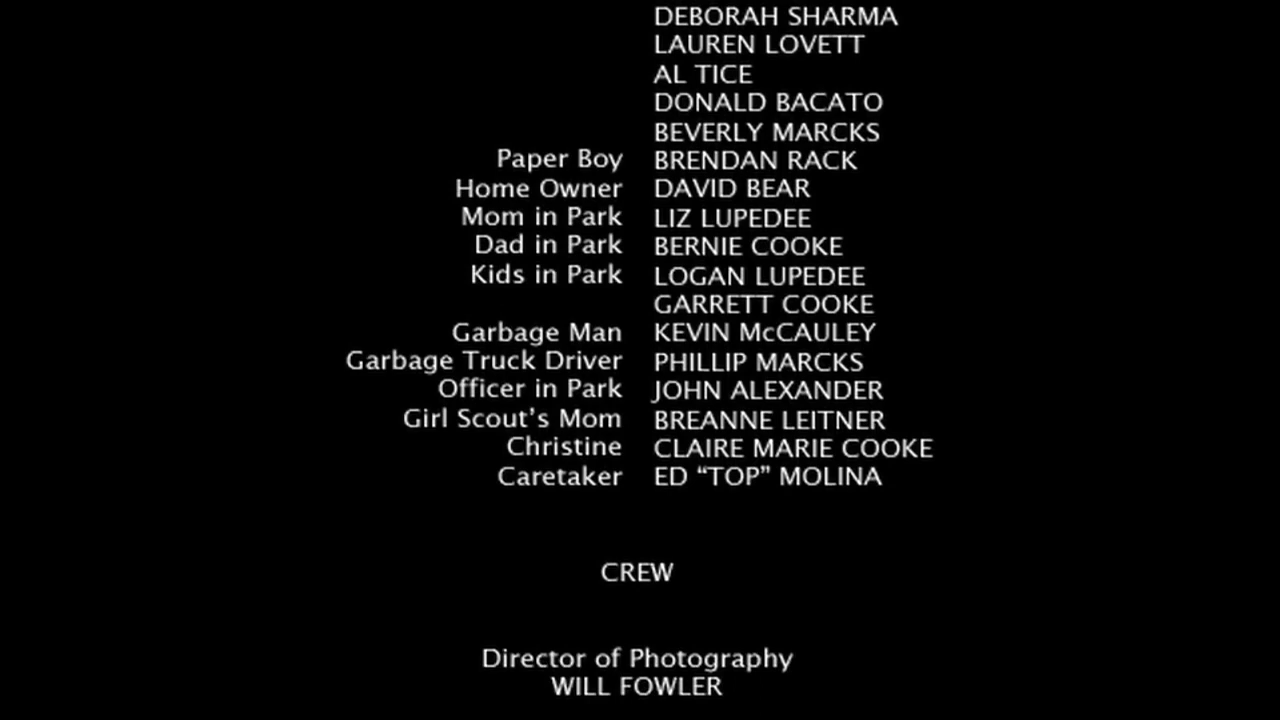 DEBORAH SHARMA
LAUREN LOVETT
AL TICE
DONALD BACATO
BEVERLY MARCKS
Paper Boy BRENDAN RACK
Home Owner DAVID BEAR
Mom in Park LIZ LUPEDEE
Dad in Park BERNIE COOKE
Kids in Park LOGAN LUPEDEE
GARRETT COOKE
Garbage Man KEVIN McCAULEY
Garbage Truck Driver PHILLIP MARCKS
Officer in Park JOHN ALEXANDER
Girl Scout’s Mom BREANNE LEITNER
Christine CLAIRE MARIE COOKE
Caretaker ED “TOP” MOLINA
CREW
Director of Photography
WILL FOWLER